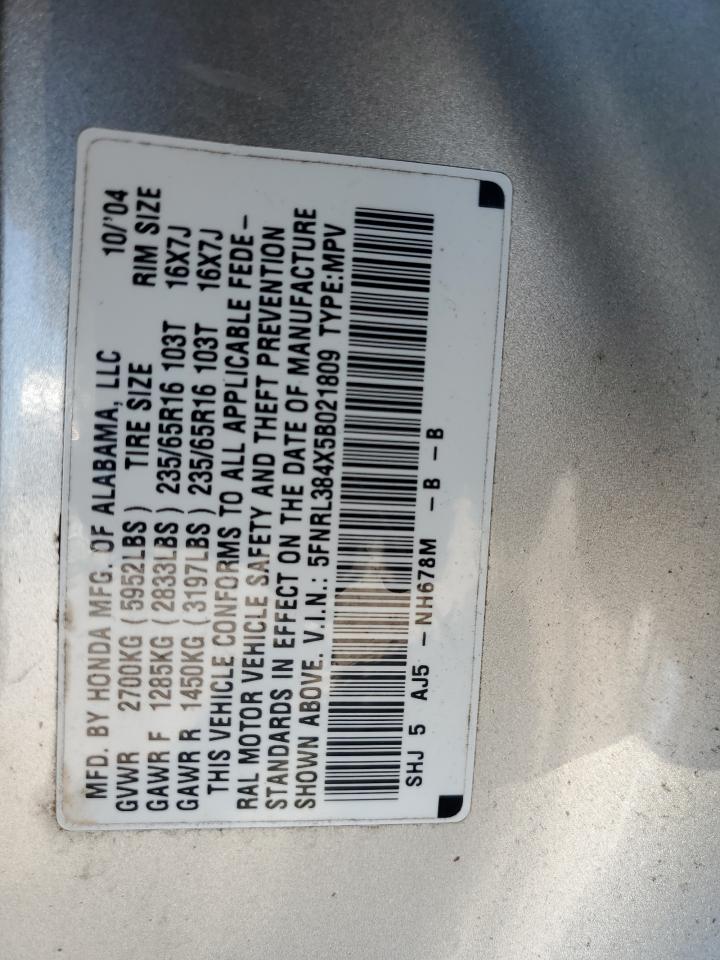 MFD. BY HONDA MFG. OF ALABAMA, LLC 10/'04
GVWR 2700KG (5952LBS) TIRE SIZE RIM SIZE
GAWR F 1285KG (2833LBS) 235/65R16 103T 16X7J
GAWR R 1450KG (3197LBS) 235/65R16 103T 16X7J
THIS VEHICLE CONFORMS TO ALL APPLICABLE FEDE-
RAL MOTOR VEHICLE SAFETY AND THEFT PREVENTION
STANDARDS IN EFFECT ON THE DATE OF MANUFACTURE
SHOWN ABOVE. V.I.N.: 5FNRL384X5B021809 TYPE:MPV
SHJ 5 AJ5 -NH678M -B -B